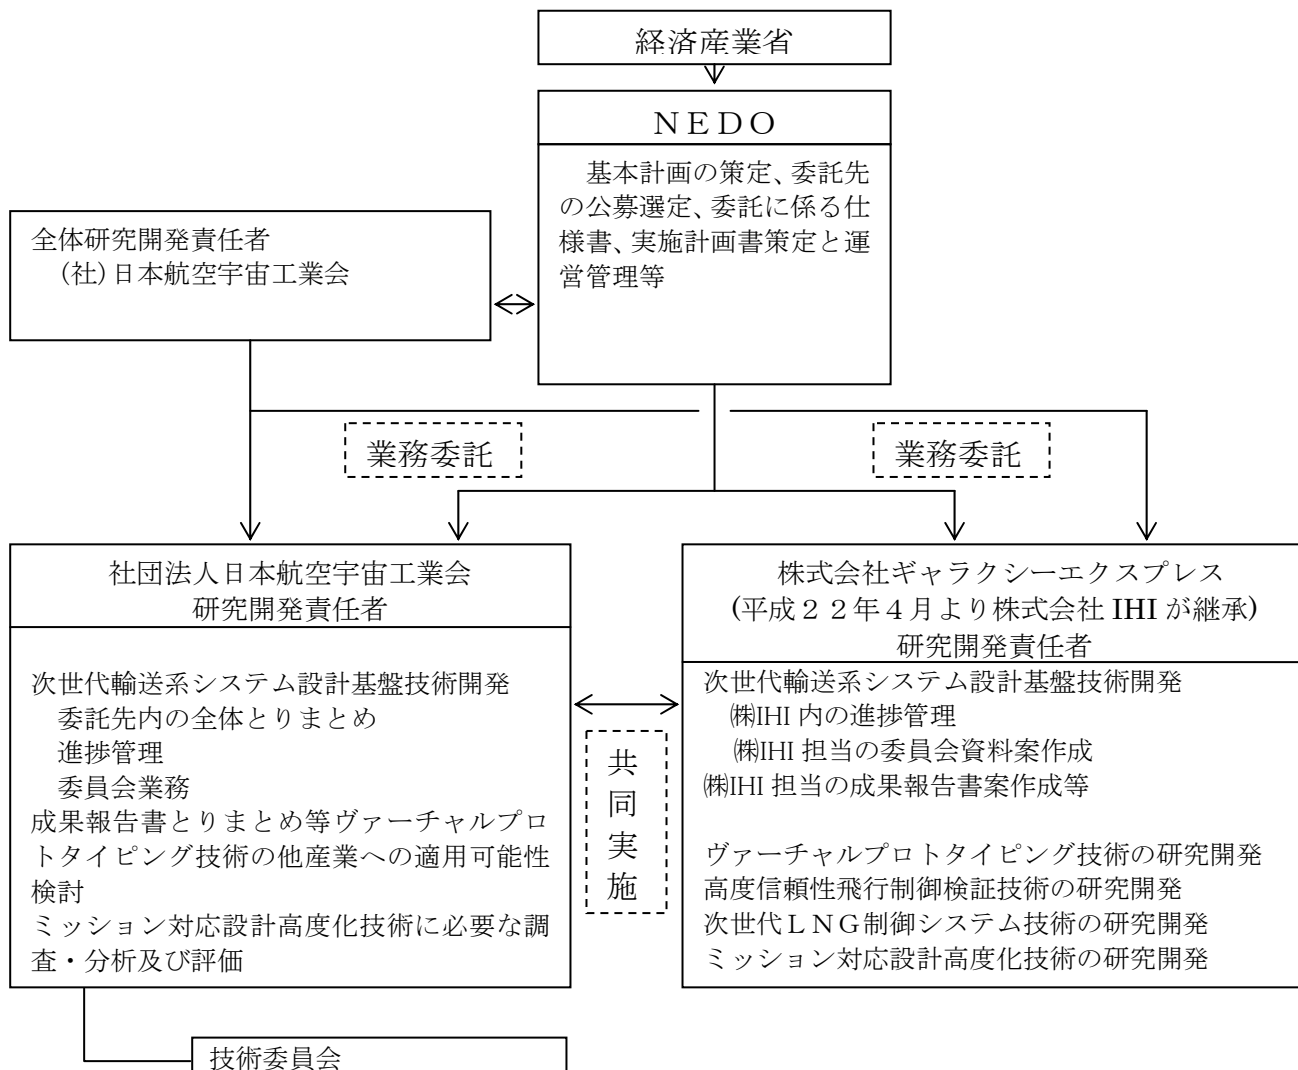 経済産業省
ＮＥＤＯ
基本計画の策定、委託先
の公募選定、委託に係る仕
様書、実施計画書策定と運
営管理等
全体研究開発責任者
(社)日本航空宇宙工業会
業務委託
業務委託
社団法人日本航空宇宙工業会
研究開発責任者
次世代輸送系システム設計基盤技術開発
委託先内の全体とりまとめ
進捗管理
委員会業務
成果報告書とりまとめ等ヴァーチャルプロ
トタイピング技術の他産業への適用可能性
検討
ミッション対応設計高度化技術に必要な調
査・分析及び評価
共
同
実
施
株式会社ギャラクシーエクスプレス
(平成２２年４月より株式会社 IHI が継承)
研究開発責任者
次世代輸送系システム設計基盤技術開発
㈱IHI 内の進捗管理
㈱IHI 担当の委員会資料案作成
㈱IHI 担当の成果報告書案作成等
ヴァーチャルプロトタイピング技術の研究開発
高度信頼性飛行制御検証技術の研究開発
次世代ＬＮＧ制御システム技術の研究開発
ミッション対応設計高度化技術の研究開発
技術委員会